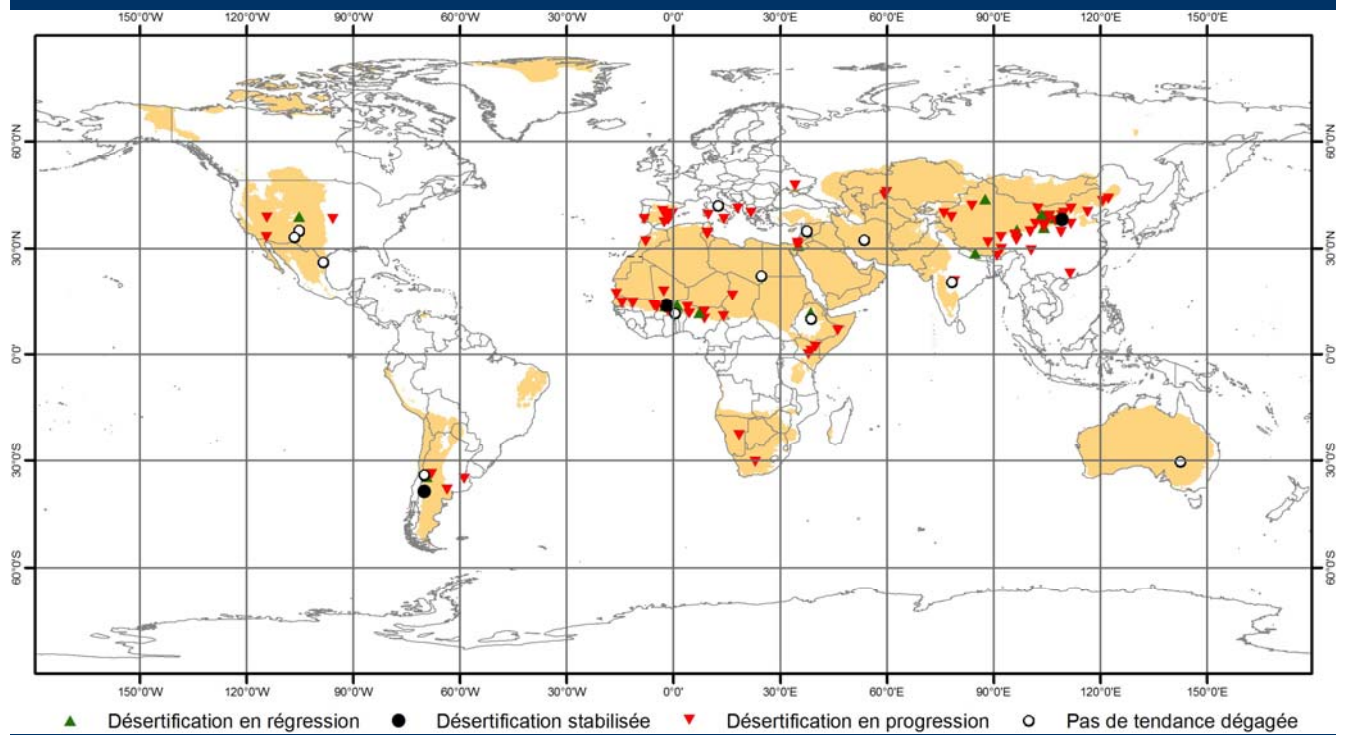 150°0'W 120°0'W 90°0'W 60°0'W 30°0'W 0°0' 30°0'E 60°0'E 90°0'E 120°0'E 150°0'E
60°0'N 60°0'N
30°0'N 30°0'N
0°0' 0°0'
30°0'S 30°0'S
60°0'S 60°0'S
150°0'W 120°0'W 90°0'W 60°0'W 30°0'W 0°0' 30°0'E 60°0'E 90°0'E 120°0'E 150°0'E
Désertification en régression Désertification stabilisée Désertification en progression Pas de tendance dégagée